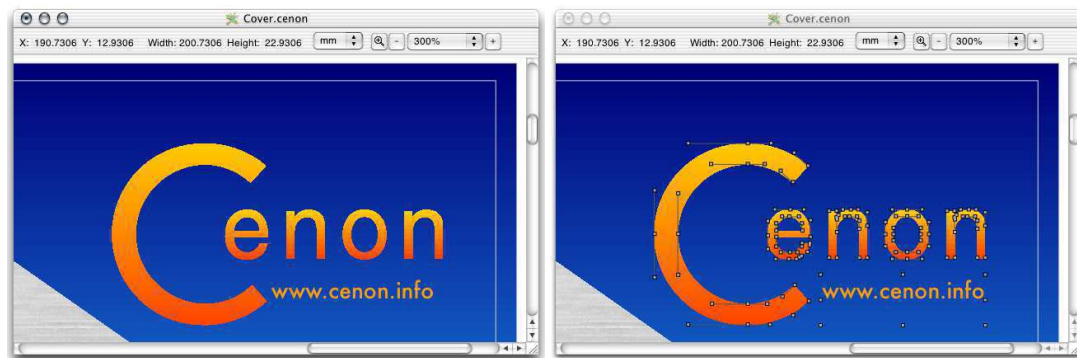 Cover.cenon
X: 190.7306 Y: 12.9306 Width: 200.7306 Height: 22.9306 mm - 300% +
Cenon
www.cenon.info
Cover.cenon
X: 190.7306 Y: 12.9306 Width: 200.7306 Height: 22.9306 mm - 300% +
Cenon
www.cenon.info